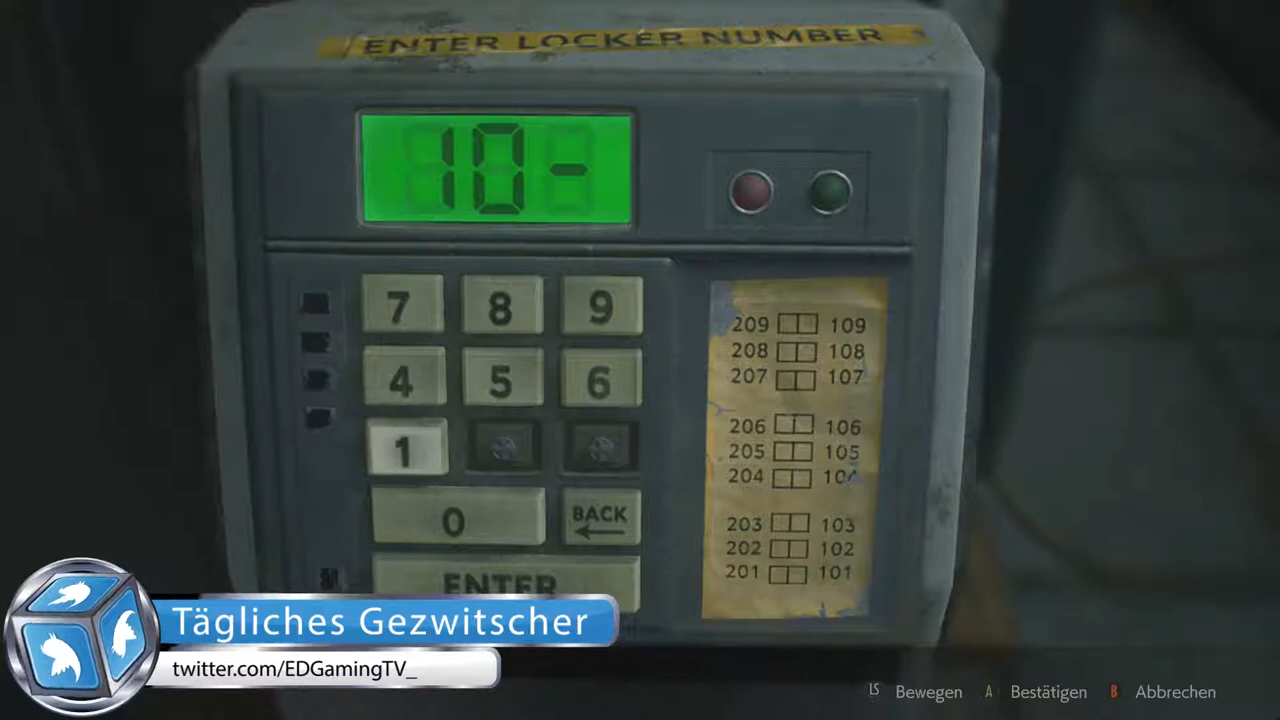 ENTER LOCKER NUMBER
10-
7 8 9
4 5 6
1
0 BACK
ENTER
209 109
208 108
207 107
206 106
205 105
204 104
203 103
202 102
201 101
Tägliches Gezwitscher
twitter.com/EDGamingTV_
LS Bewegen A Bestätigen B Abbrechen